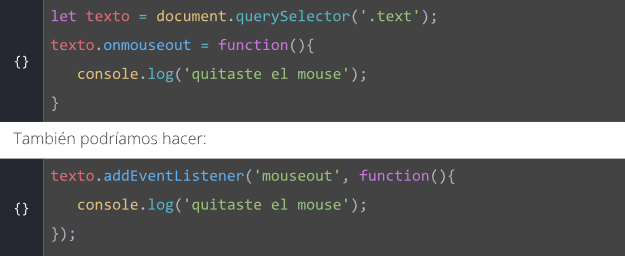 let texto = document.querySelector('.text');
texto.onmouseout = function(){
{}
console.log('quitaste el mouse');
}
También podríamos hacer:
texto.addEventListener('mouseout', function(){
{}
console.log('quitaste el mouse');
});